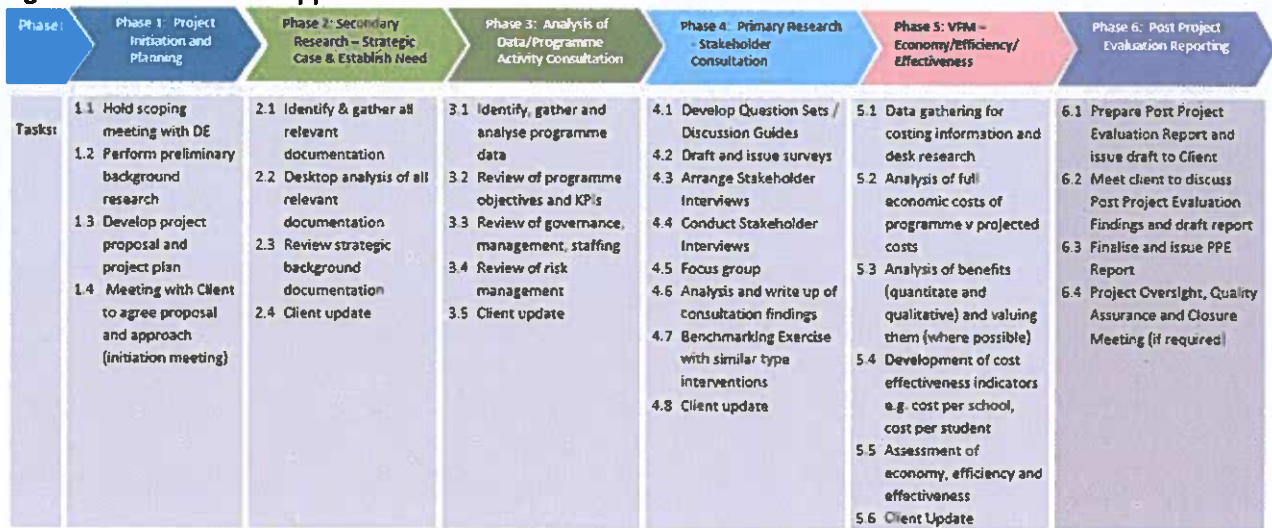 Phase:
Phase 1: Project
Initiation and
Planning
Phase 2: Secondary
Research – Strategic
Case & Establish Need
Phase 3: Analysis of
Data/Programme
Activity Consultation
Phase 4: Primary Research
- Stakeholder
Consultation
Phase 5: VFM –
Economy/Efficiency/
Effectiveness
Phase 6: Post Project
Evaluation Reporting
Tasks:
1.1 Hold scoping
meeting with DE
1.2 Perform preliminary
background
research
1.3 Develop project
proposal and
project plan
1.4 Meeting with Client
to agree proposal
and approach
(initiation meeting)
2.1 Identify & gather all
relevant
documentation
2.2 Desktop analysis of all
relevant
documentation
2.3 Review strategic
background
documentation
2.4 Client update
3.1 Identify, gather and
analyse programme
data
3.2 Review of programme
objectives and KPIs
3.3 Review of governance,
management, staffing
3.4 Review of risk
management
3.5 Client update
4.1 Develop Question Sets /
Discussion Guides
4.2 Draft and issue surveys
4.3 Arrange Stakeholder
Interviews
4.4 Conduct Stakeholder
Interviews
4.5 Focus group
4.6 Analysis and write up of
consultation findings
4.7 Benchmarking Exercise
with similar type
interventions
4.8 Client update
5.1 Data gathering for
costing information and
desk research
5.2 Analysis of full
economic costs of
programme v projected
costs
5.3 Analysis of benefits
(quantitate and
qualitative) and valuing
them (where possible)
5.4 Development of cost
effectiveness indicators
e.g. cost per school,
cost per student
5.5 Assessment of
economy, efficiency and
effectiveness
5.6 Client Update
6.1 Prepare Post Project
Evaluation Report and
issue draft to Client
6.2 Meet client to discuss
Post Project Evaluation
Findings and draft report
6.3 Finalise and issue PPE
Report
6.4 Project Oversight, Quality
Assurance and Closure
Meeting (if required)